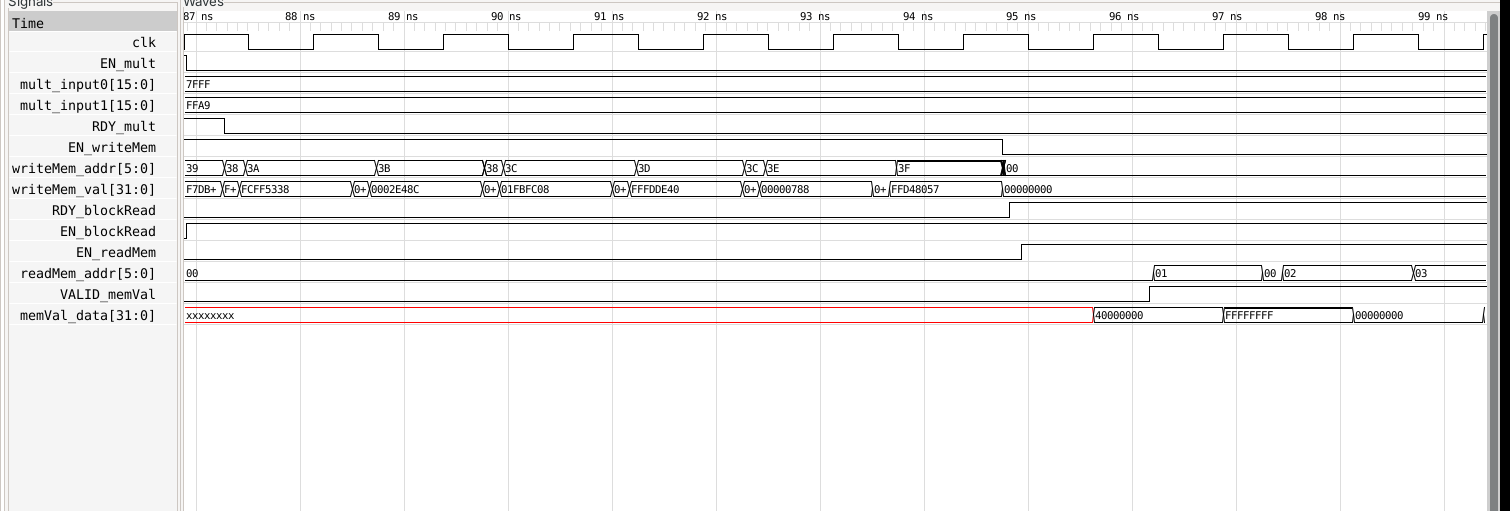 Signals Waves
Time 87 ns 88 ns 89 ns 90 ns 91 ns 92 ns 93 ns 94 ns 95 ns 96 ns 97 ns 98 ns 99 ns
clk
EN_mult
mult_input0[15:0] 7FFF
mult_input1[15:0] FFA9
RDY_mult
EN_writeMem
writeMem_addr[5:0] 39 38 3A 3B 38 3C 3D 3C 3E 3F 00
writeMem_val[31:0] F7DB+ F+ FCFF5338 0+ 0002E48C 0+ 01FBFC08 0+ FFFDDE40 0+ 00000788 0+ FFD48057 00000000
RDY_blockRead
EN_blockRead
EN_readMem
readMem_addr[5:0] 00 01 00 02 03
VALID_memVal
memVal_data[31:0] xxxxxxxx 40000000 FFFFFFFF 00000000